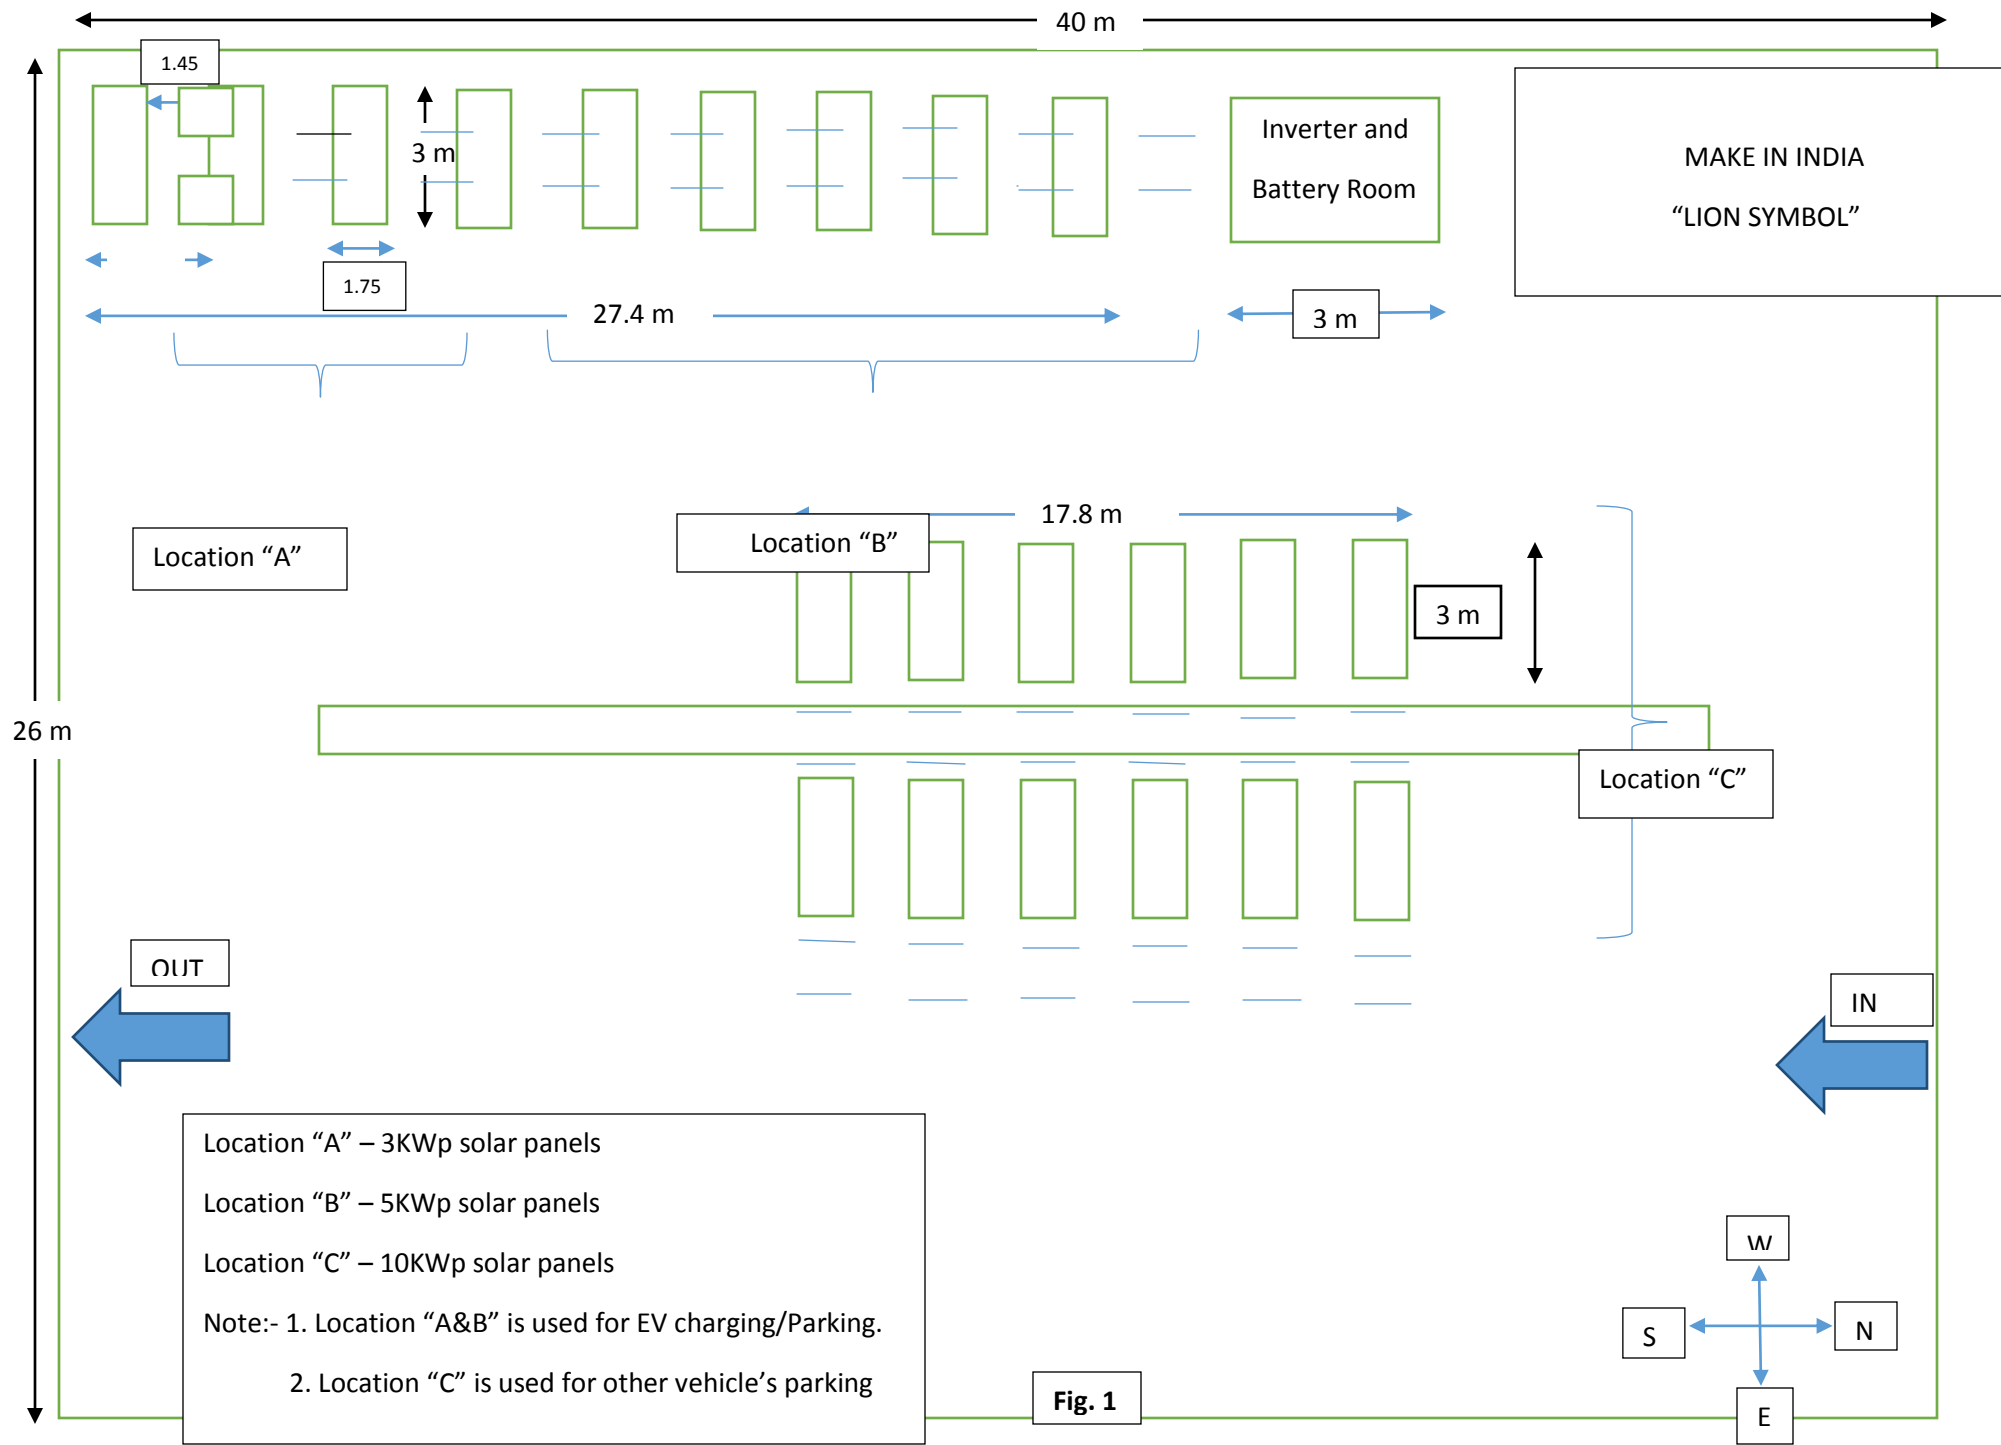 40 m
1.45
Inverter and
Battery Room
MAKE IN INDIA
“LION SYMBOL”
3 m
1.75
27.4 m
3 m
17.8 m
Location “A”
Location “B”
3 m
26 m
Location “C”
OUT
IN
Location “A” – 3KWp solar panels
Location “B” – 5KWp solar panels
Location “C” – 10KWp solar panels
Note:- 1. Location “A&B” is used for EV charging/Parking.
2. Location “C” is used for other vehicle’s parking
W
S
N
E
Fig. 1